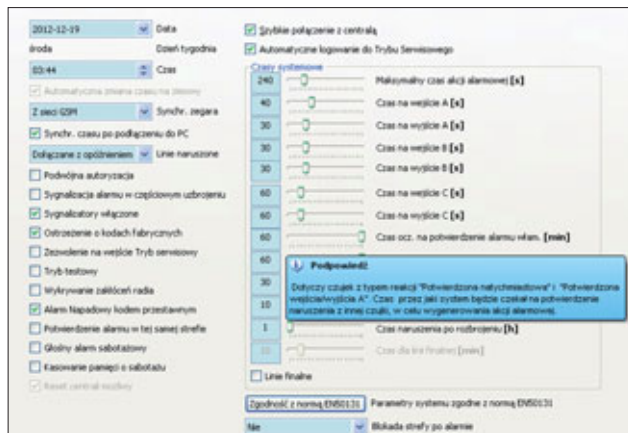 2012-12-19 Data
środa Dzień tygodnia
03:44 Czas
Automatyczna zmiana czasu na zimowy
Z sieci GSM Synchr. zegara
Synchr. czasu po podłączeniu do PC
Dołączane z opóźnieniem Linie naruszone
Podwójna autoryzacja
Sygnalizacja alarmu w częściowym uzbrojeniu
Sygnalizatory włączone
Ostrzeżenie o kodach fabrycznych
Zezwolenie na wejście Tryb serwisowy
Tryb testowy
Wykrywanie zakłóceń radia
Alarm Napadowy kodem przestawnym
Potwierdzenie alarmu w tej samej strefie
Głośny alarm sabotażowy
Kasowanie pamięci o sabotażu
Reset centrali możliwy
Szybkie połączenie z centralą
Automatyczne logowanie do Trybu Serwisowego
Czasy systemowe
240 Maksymalny czas akcji alarmowej [s]
40 Czas na wejście A [s]
30 Czas na wyjście A [s]
30 Czas na wejście B [s]
30 Czas na wyjście B [s]
60 Czas na wejście C [s]
60 Czas na wyjście C [s]
60 Czas ocz. na potwierdzenie alarmu włam. [min]
60
30
10
Podpowiedź
Dotyczy czujek z typem reakcji "Potwierdzona natychmiastowa" i "Potwierdzona
wejścia/wyjścia A". Czas przez jaki system będzie czekał na potwierdzenie
naruszenia z innej czujki, w celu wygenerowania akcji alarmowej.
1 Czas naruszenia po rozbrojeniu [h]
Czas dla linii finalnej [min]
Linie finalne
Zgodność z normą EN50131 Parametry systemu zgodne z normą EN50131
Nie Blokada strefy po alarmie